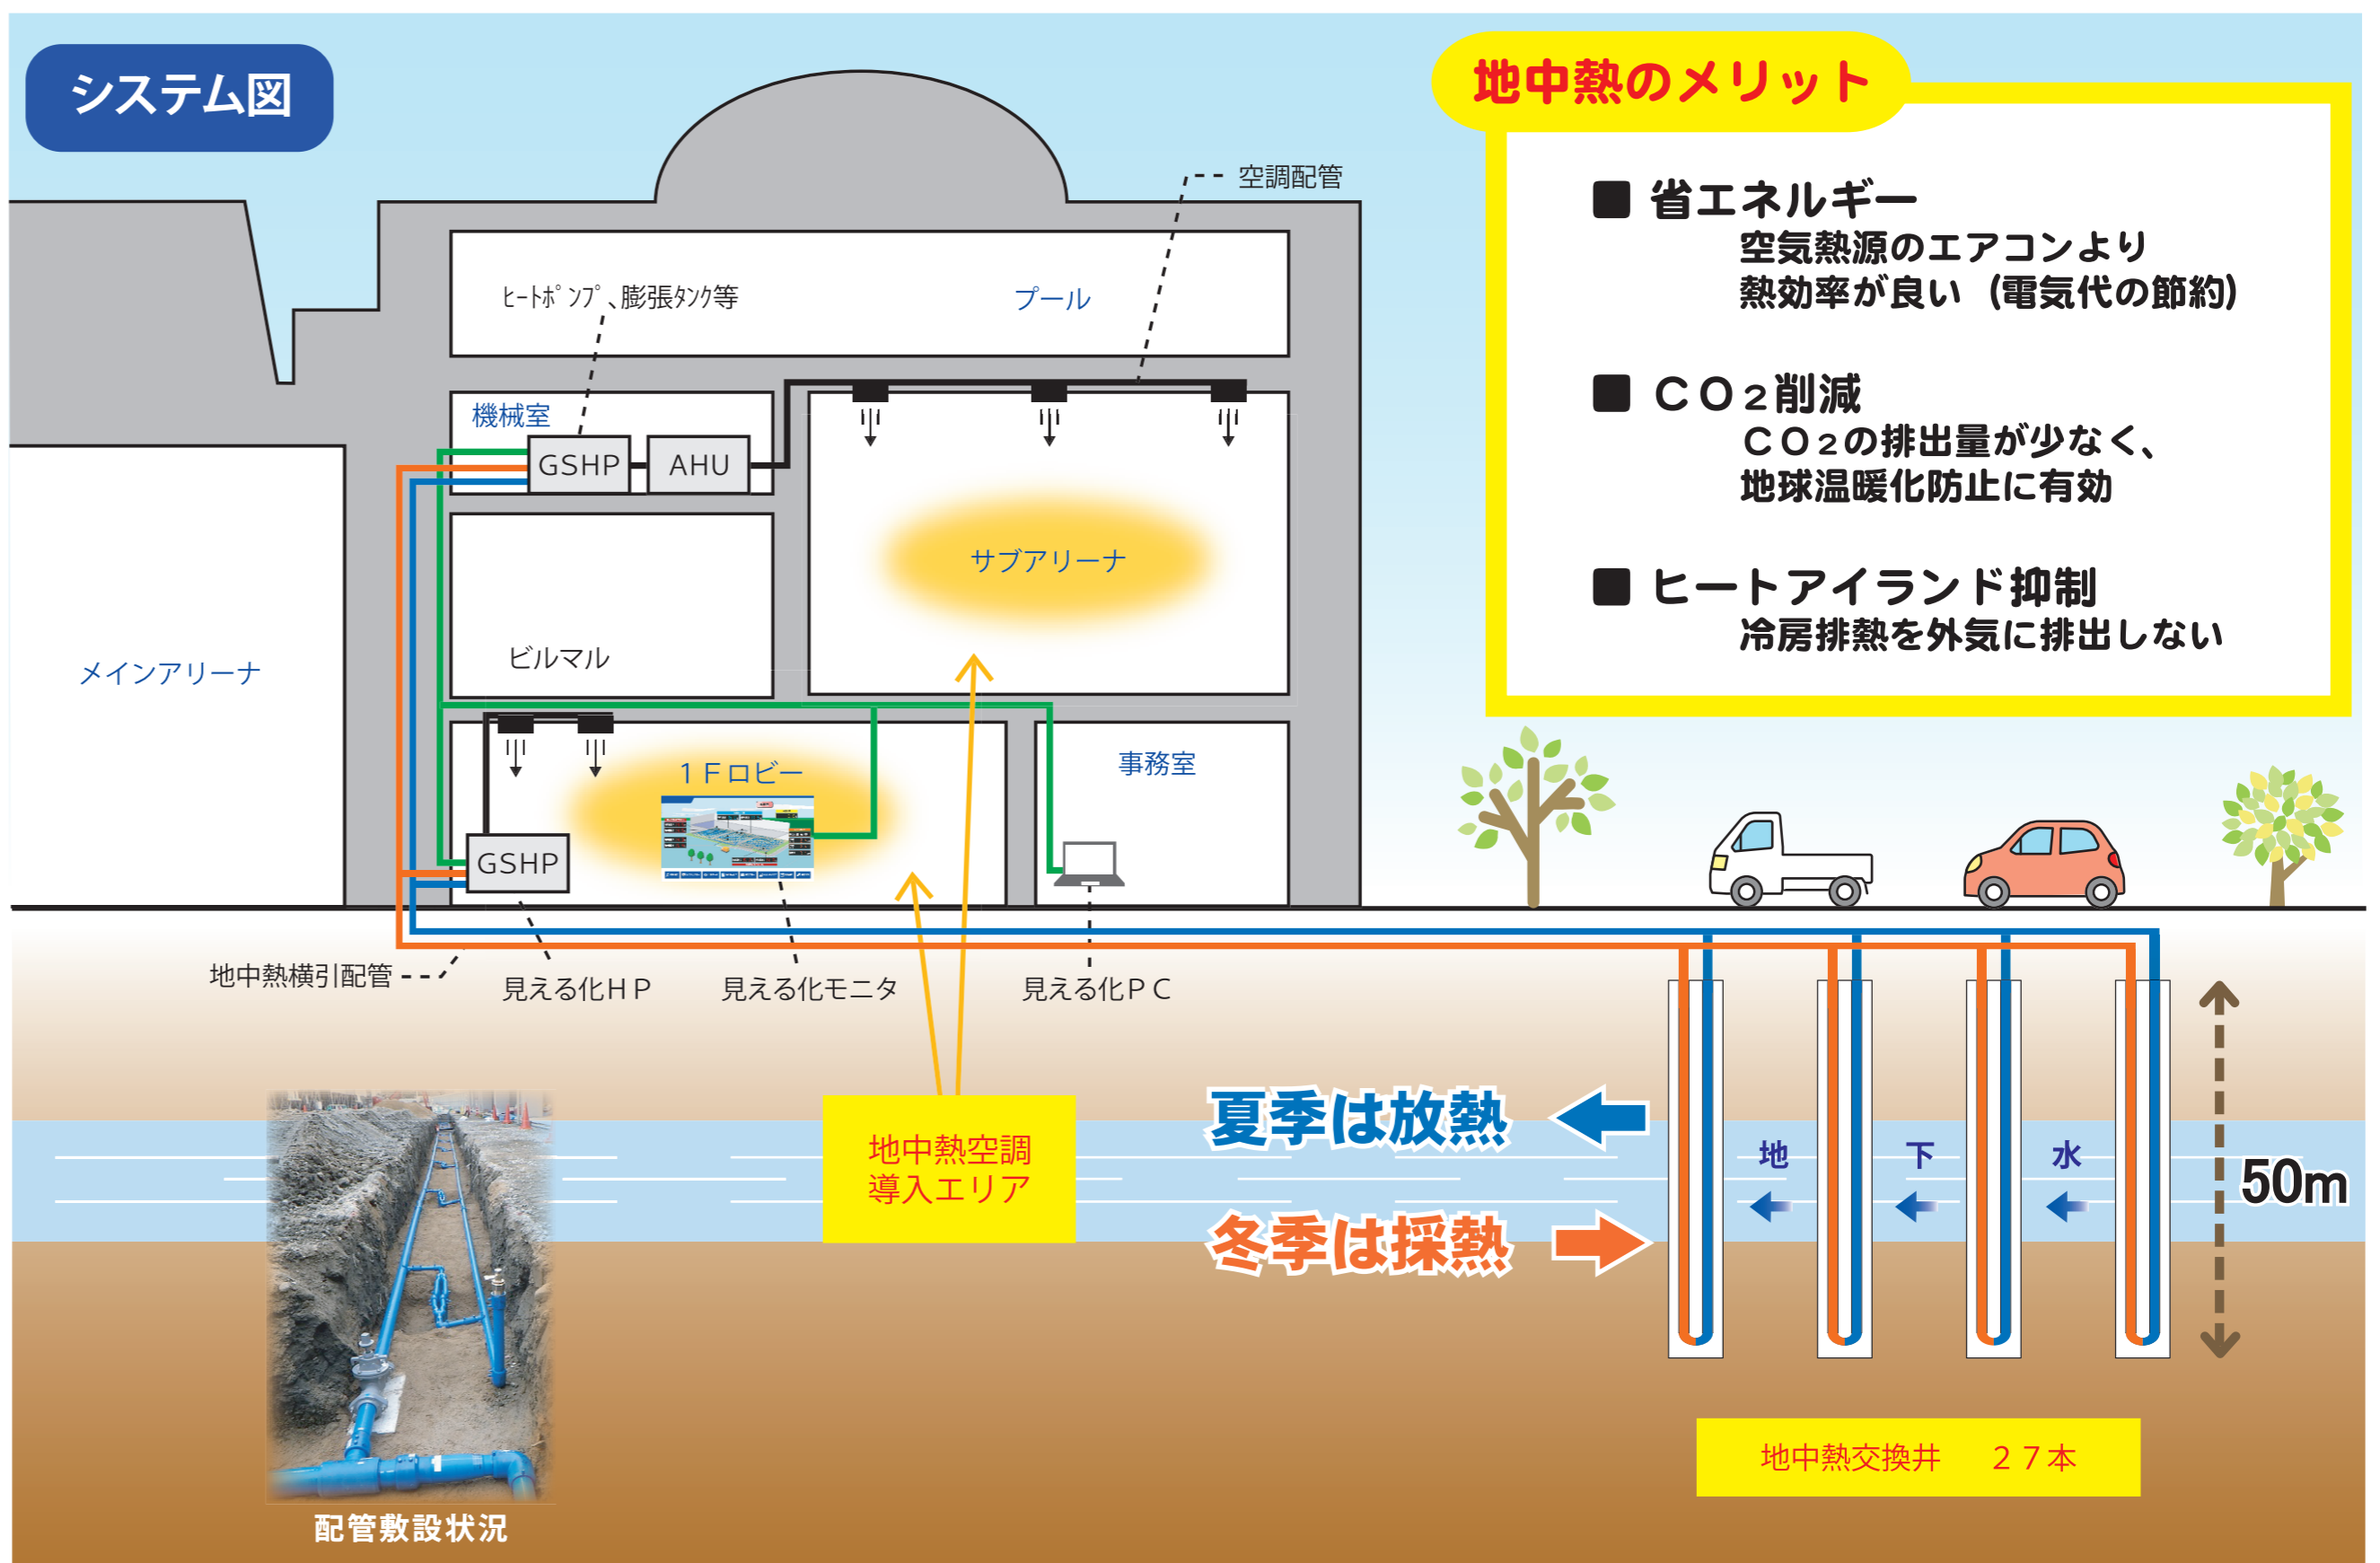 システム図
地中熱のメリット
■ 省エネルギー
空気熱源のエアコンより
熱効率が良い (電気代の節約)
■ ＣＯ₂削減
ＣＯ₂の排出量が少なく、
地球温暖化防止に有効
■ ヒートアイランド抑制
冷房排熱を外気に排出しない
空調配管
ﾋｰﾄﾎﾟﾝﾌﾟ、膨張ﾀﾝｸ等
プール
機械室
GSHP
AHU
サブアリーナ
ビルマル
メインアリーナ
１Ｆロビー
事務室
GSHP
地中熱横引配管
見える化ＨＰ
見える化モニタ
見える化ＰＣ
地中熱空調
導入エリア
夏季は放熱
冬季は採熱
地 下 水
50m
地中熱交換井　２７本
配管敷設状況